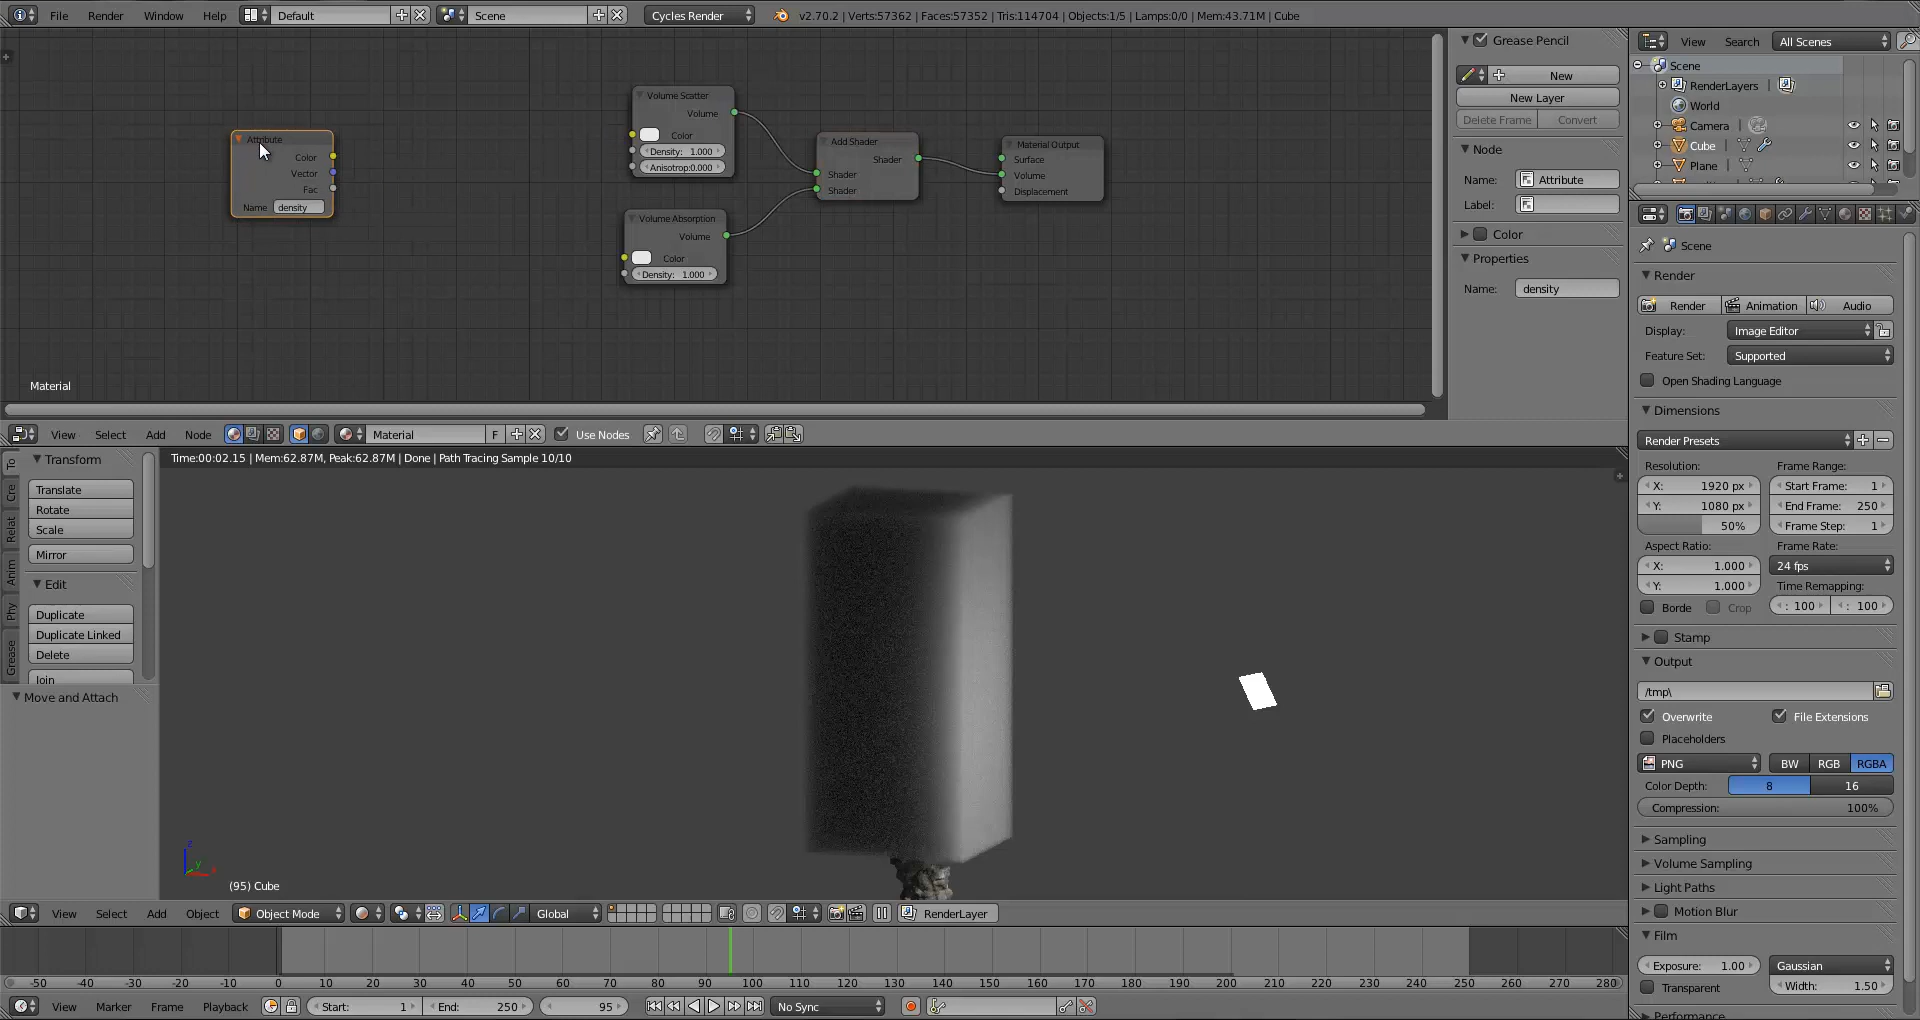 File Render Window Help Default Scene Cycles Render v2.70.2 | Verts:57362 | Faces:57352 | Tris:114704 | Objects:1/5 | Lamps:0/0 | Mem:43.71M | Cube
Attribute
Color
Vector
Fac
Name density
Volume Scatter
Volume
Color
Density: 1.000
Anisotrop:0.000
Volume Absorption
Volume
Color
Density: 1.000
Add Shader
Shader
Shader
Shader
Material Output
Surface
Volume
Displacement
Material
Grease Pencil
New
New Layer
Delete Frame Convert
Node
Name: Attribute
Label:
Color
Properties
Name: density
View Search All Scenes
Scene
RenderLayers |
World
Camera |
Cube |
Plane |
View Select Add Node Material F Use Nodes
Scene
Render
Render Animation Audio
Display: Image Editor
Feature Set: Supported
Open Shading Language
Dimensions
Render Presets
Resolution: Frame Range:
X: 1920 px Start Frame: 1
Y: 1080 px End Frame: 250
50% Frame Step: 1
Aspect Ratio: Frame Rate:
X: 1.000 24 fps
Y: 1.000 Time Remapping:
Borde Crop : 100 : 100
Stamp
Output
/tmp\
Overwrite File Extensions
Placeholders
PNG BW RGB RGBA
Color Depth: 8 16
Compression: 100%
Sampling
Volume Sampling
Light Paths
Motion Blur
Film
Exposure: 1.00 Gaussian
Transparent Width: 1.50
Performance
To
Cre
Relat
Anim
Phy
Grease
Transform
Translate
Rotate
Scale
Mirror
Edit
Duplicate
Duplicate Linked
Delete
Join
Move and Attach
Time:00:02.15 | Mem:62.87M, Peak:62.87M | Done | Path Tracing Sample 10/10
z
y
x
(95) Cube
View Select Add Object Object Mode Global RenderLayer
-50 -40 -30 -20 -10 0 10 20 30 40 50 60 70 80 90 100 110 120 130 140 150 160 170 180 190 200 210 220 230 240 250 260 270 280
View Marker Frame Playback Start: 1 End: 250 95 No Sync